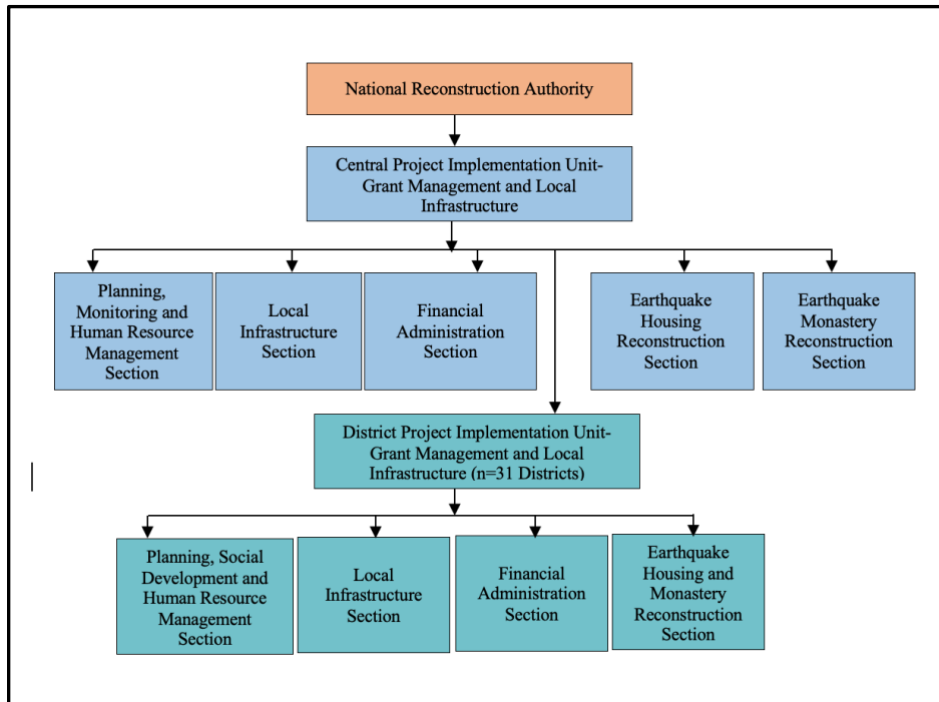 National Reconstruction Authority
Central Project Implementation Unit-
Grant Management and Local
Infrastructure
Planning,
Monitoring and
Human Resource
Management
Section
Local
Infrastructure
Section
Financial
Administration
Section
Earthquake
Housing
Reconstruction
Section
Earthquake
Monastery
Reconstruction
Section
District Project Implementation Unit-
Grant Management and Local
Infrastructure (n=31 Districts)
Planning, Social
Development and
Human Resource
Management
Section
Local
Infrastructure
Section
Financial
Administration
Section
Earthquake
Housing and
Monastery
Reconstruction
Section